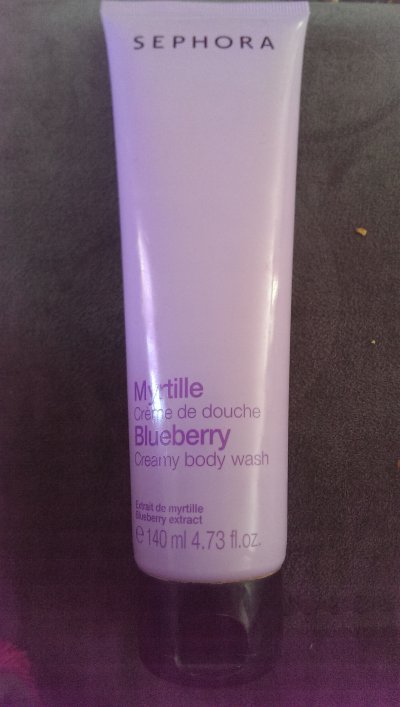 SEPHORA
Myrtille
Crème de douche
Blueberry
Creamy body wash
Extrait de myrtille
Blueberry extract
℮ 140 ml 4.73 fl.oz.